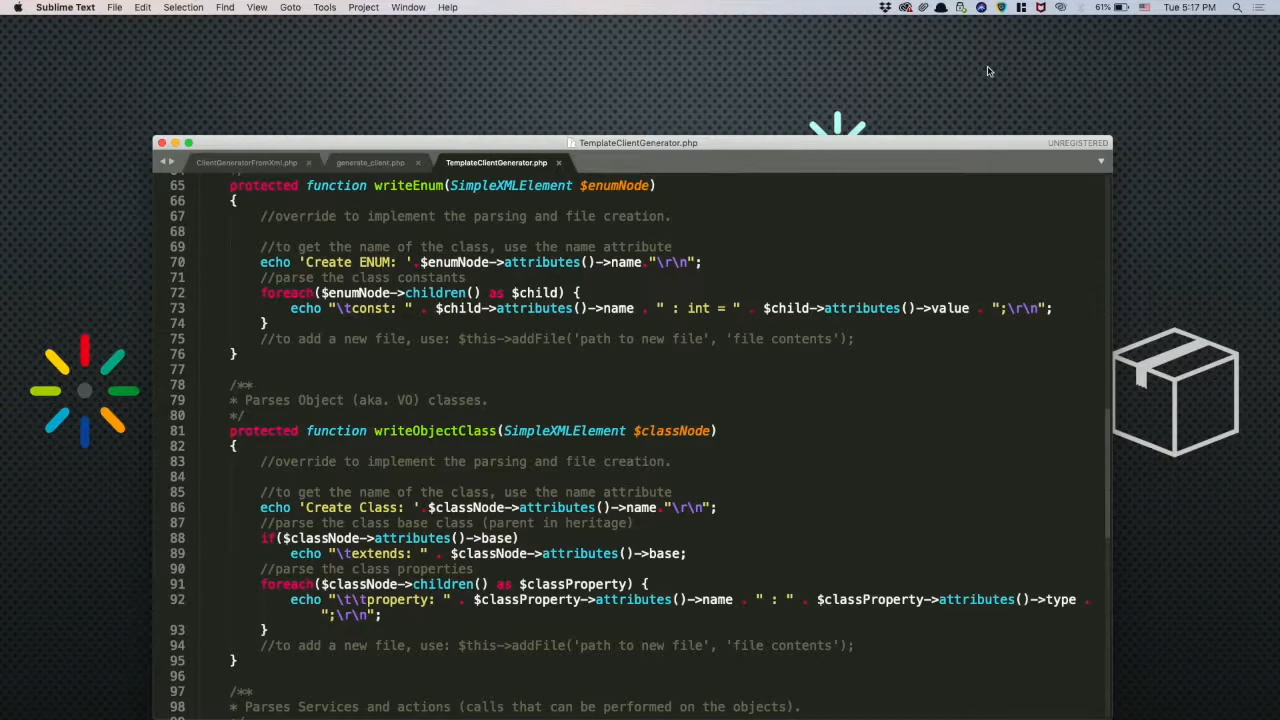 Sublime Text File Edit Selection Find View Goto Tools Project Window Help 61% Tue 5:17 PM
TemplateClientGenerator.php UNREGISTERED
ClientGeneratorFromXml.php generate_client.php TemplateClientGenerator.php
65 protected function writeEnum(SimpleXMLElement $enumNode)
66 {
67 //override to implement the parsing and file creation.
68
69 //to get the name of the class, use the name attribute
70 echo 'Create ENUM: '.$enumNode->attributes()->name."\r\n";
71 //parse the class constants
72 foreach($enumNode->children() as $child) {
73 echo "\tconst: " . $child->attributes()->name . " : int = " . $child->attributes()->value . ";\r\n";
74 }
75 //to add a new file, use: $this->addFile('path to new file', 'file contents');
76 }
77
78 /**
79 * Parses Object (aka. VO) classes.
80 */
81 protected function writeObjectClass(SimpleXMLElement $classNode)
82 {
83 //override to implement the parsing and file creation.
84
85 //to get the name of the class, use the name attribute
86 echo 'Create Class: '.$classNode->attributes()->name."\r\n";
87 //parse the class base class (parent in heritage)
88 if($classNode->attributes()->base)
89 echo "\textends: " . $classNode->attributes()->base;
90 //parse the class properties
91 foreach($classNode->children() as $classProperty) {
92 echo "\t\tproperty: " . $classProperty->attributes()->name . " : " . $classProperty->attributes()->type .
";\r\n";
93 }
94 //to add a new file, use: $this->addFile('path to new file', 'file contents');
95 }
96
97 /**
98 * Parses Services and actions (calls that can be performed on the objects).